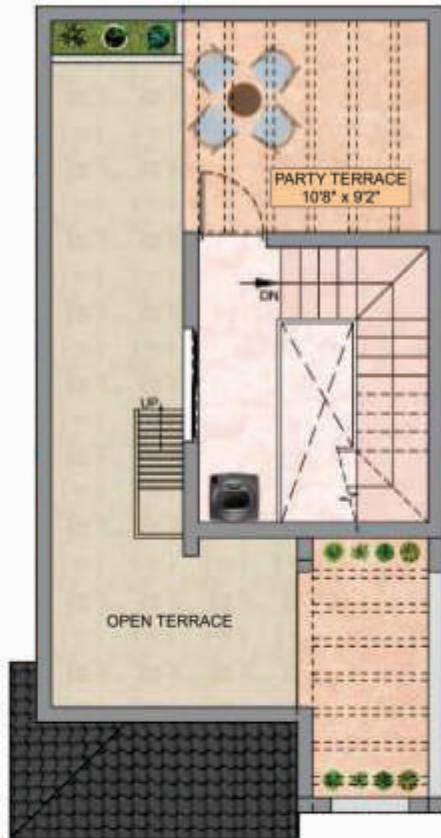 PARTY TERRACE
10'8" x 9'2"
DN
UP
OPEN TERRACE